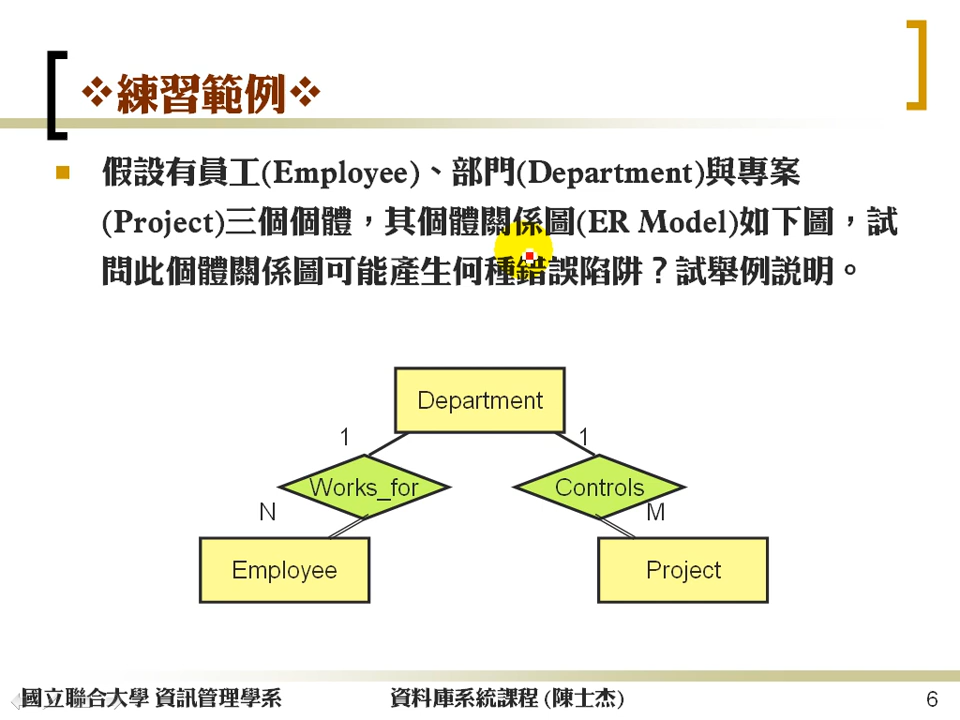 ❖練習範例❖
假設有員工(Employee)、部門(Department)與專案
(Project)三個個體，其個體關係圖(ER Model)如下圖，試
問此個體關係圖可能產生何種錯誤陷阱？試舉例說明。
Department
1
1
Works_for
Controls
N
M
Employee
Project
國立聯合大學 資訊管理學系
資料庫系統課程 (陳士杰)
6